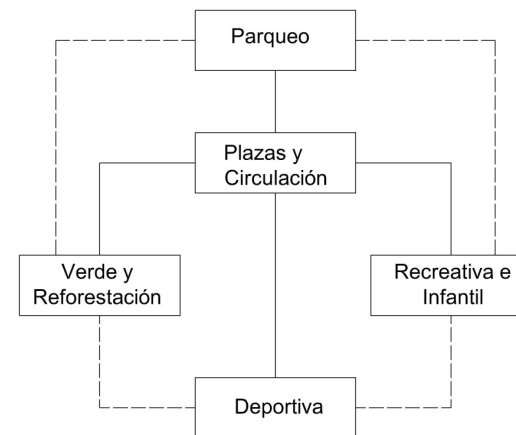 Parqueo
Plazas y
Circulación
Verde y
Reforestación
Recreativa e
Infantil
Deportiva